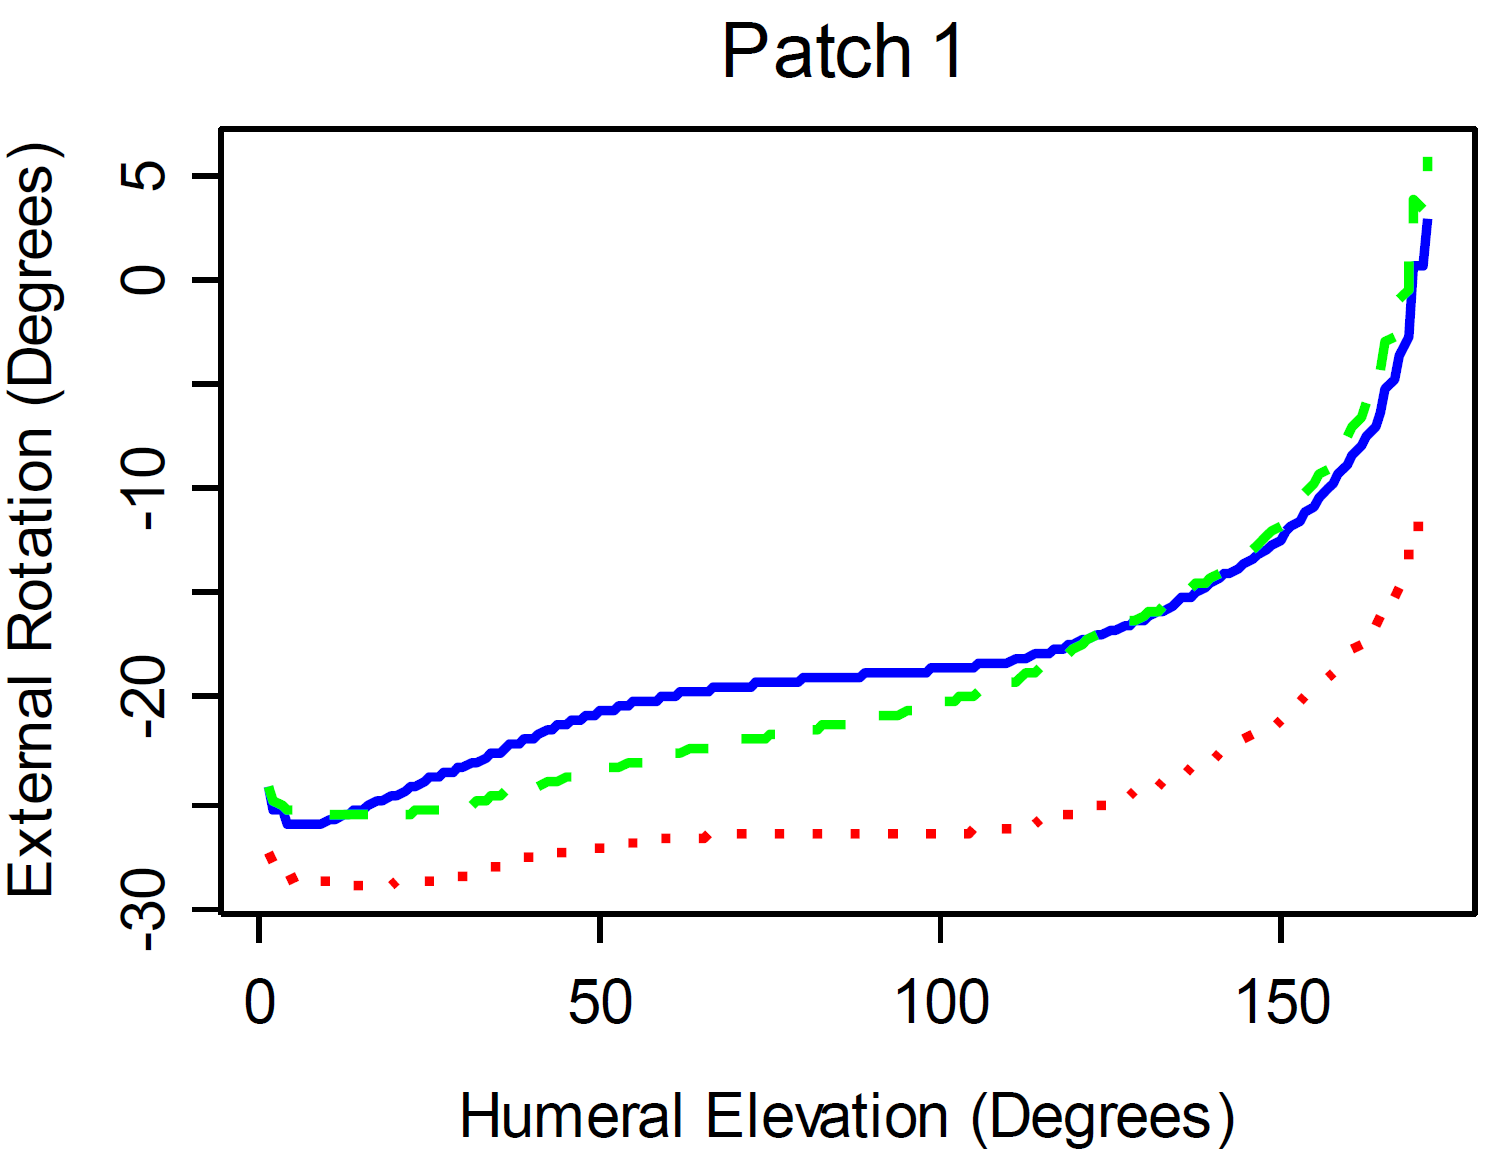 Patch 1
External Rotation (Degrees)
5
0
-10
-20
-30
0 50 100 150
Humeral Elevation (Degrees)